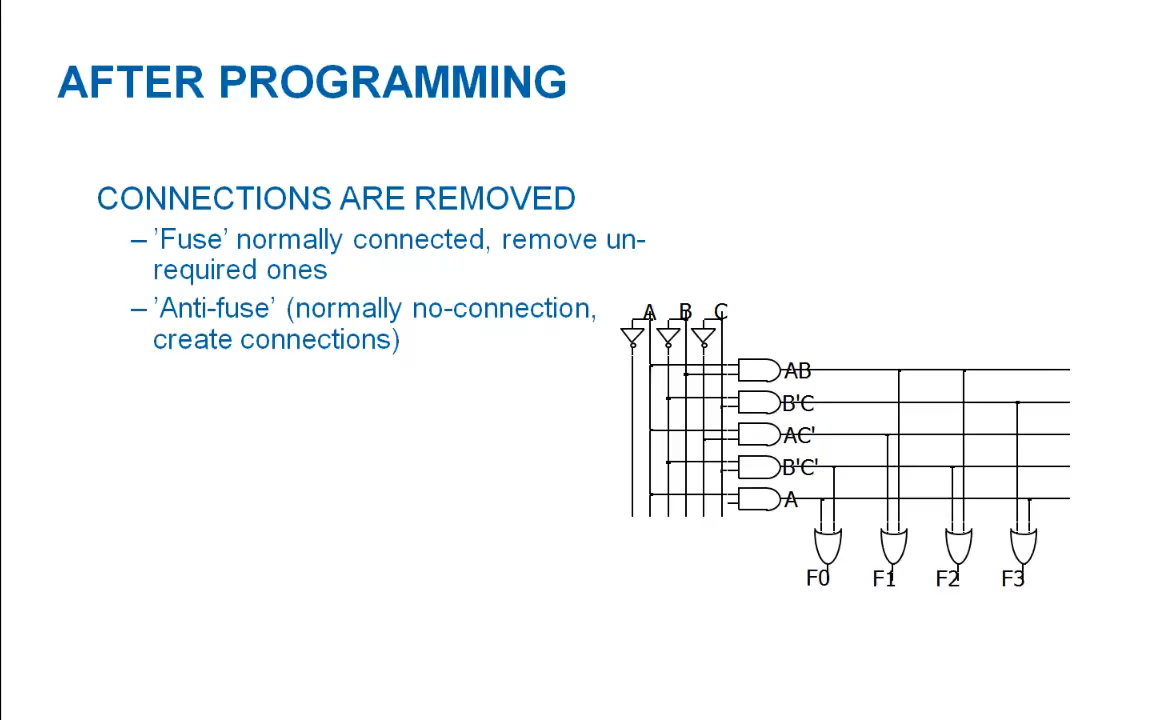 AFTER PROGRAMMING
CONNECTIONS ARE REMOVED
– ’Fuse’ normally connected, remove un-
required ones
– ’Anti-fuse’ (normally no-connection,
create connections)
A B C
AB
B'C
AC'
B'C'
A
F0 F1 F2 F3